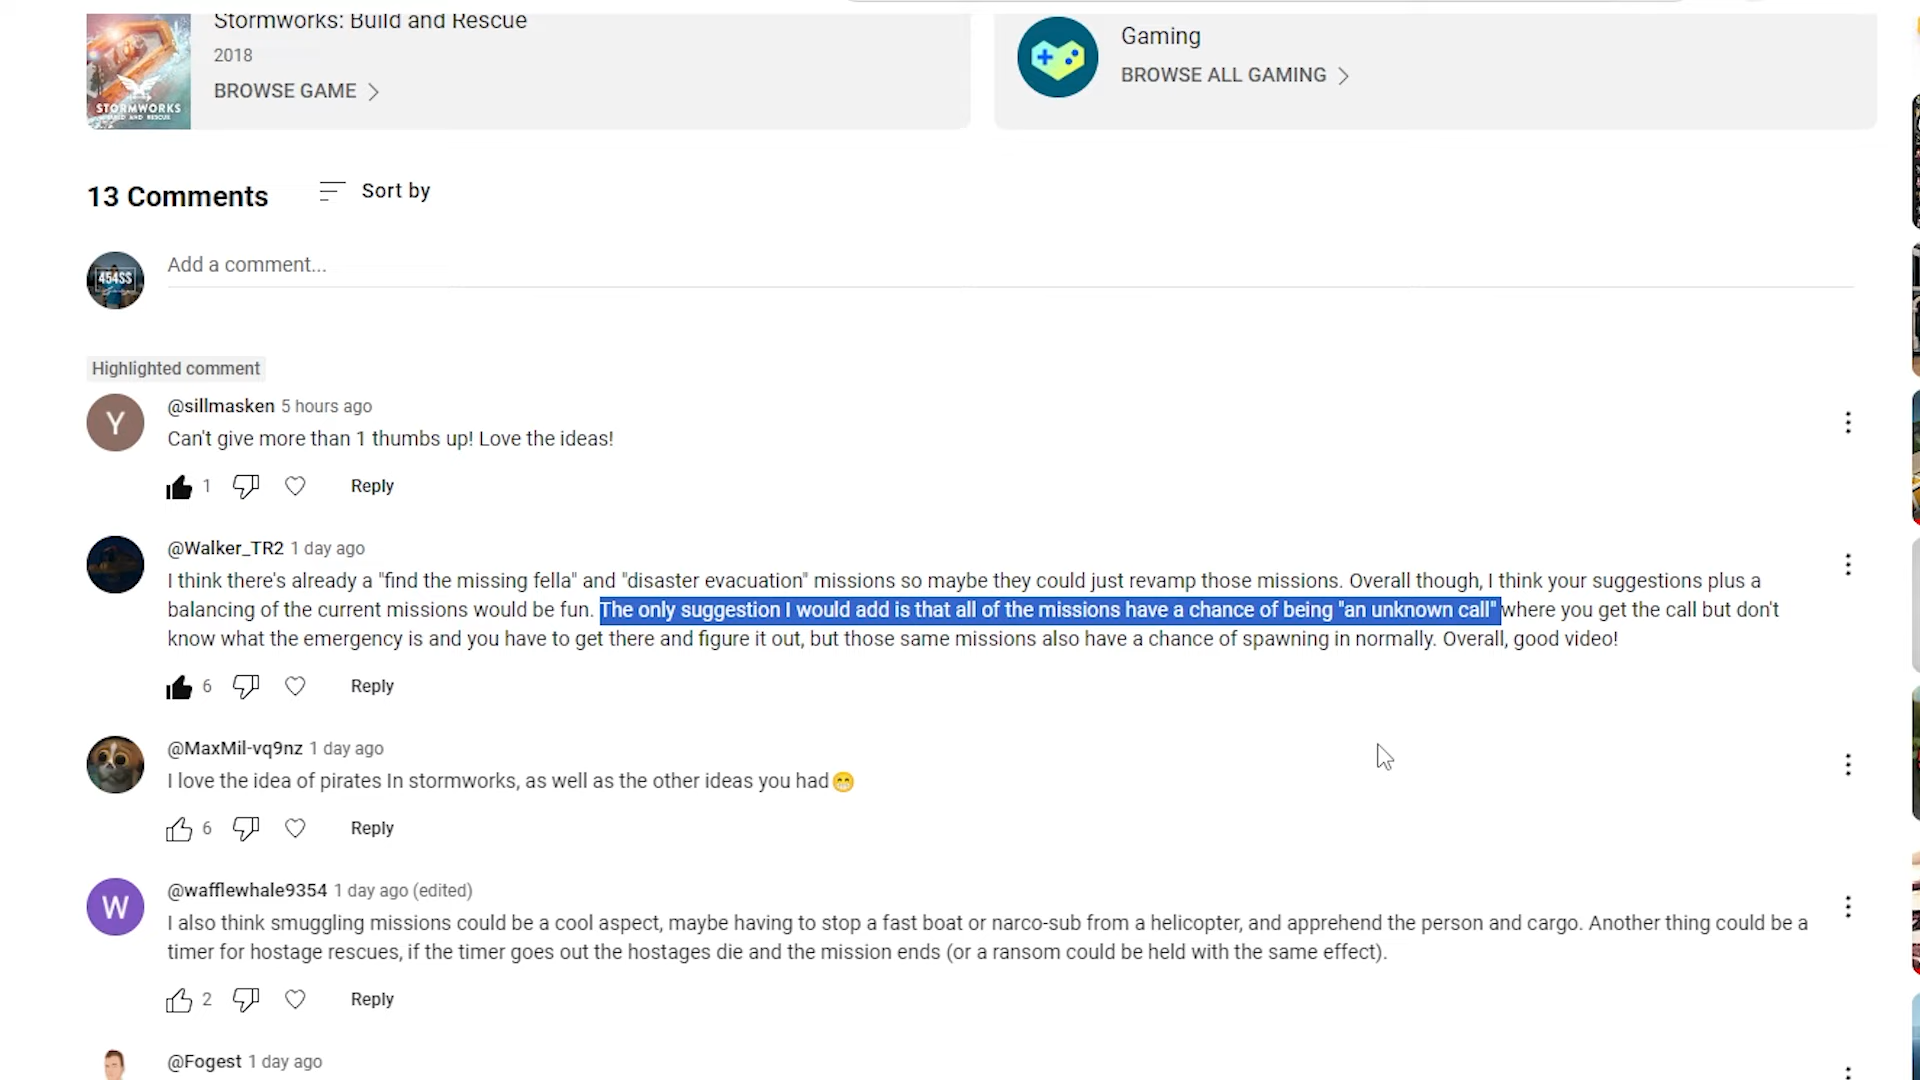 Stormworks: Build and Rescue
2018
BROWSE GAME
STORMWORKS
BUILD AND RESCUE
Gaming
BROWSE ALL GAMING
13 Comments
Sort by
454SS
Add a comment...
Highlighted comment
Y
@sillmasken 5 hours ago
Can't give more than 1 thumbs up! Love the ideas!
1
Reply
@Walker_TR2 1 day ago
I think there's already a "find the missing fella" and "disaster evacuation" missions so maybe they could just revamp those missions. Overall though, I think your suggestions plus a
balancing of the current missions would be fun. The only suggestion I would add is that all of the missions have a chance of being "an unknown call" where you get the call but don't
know what the emergency is and you have to get there and figure it out, but those same missions also have a chance of spawning in normally. Overall, good video!
6
Reply
@MaxMil-vq9nz 1 day ago
I love the idea of pirates In stormworks, as well as the other ideas you had😁
6
Reply
W
@wafflewhale9354 1 day ago (edited)
I also think smuggling missions could be a cool aspect, maybe having to stop a fast boat or narco-sub from a helicopter, and apprehend the person and cargo. Another thing could be a
timer for hostage rescues, if the timer goes out the hostages die and the mission ends (or a ransom could be held with the same effect).
2
Reply
@Fogest 1 day ago